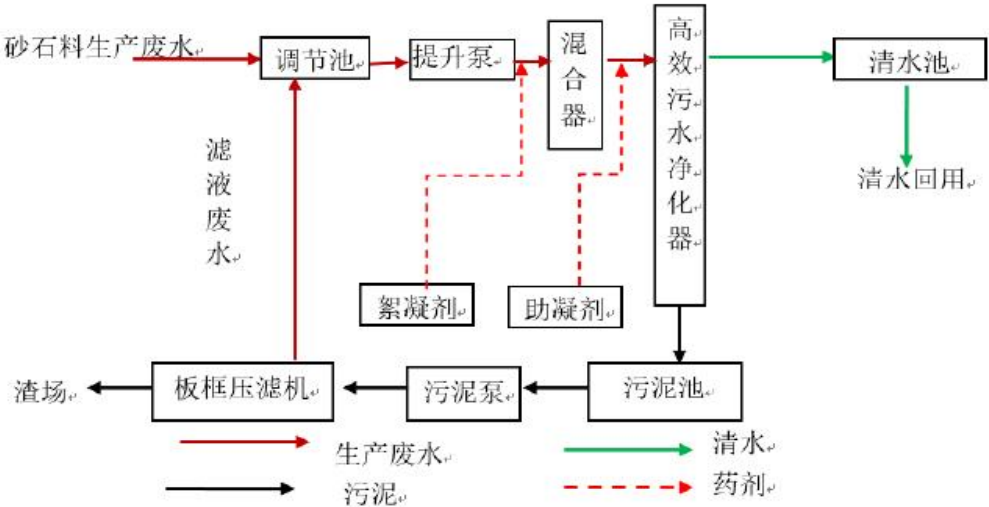 砂石料生产废水
调节池
提升泵
混合器
高效污水净化器
清水池
清水回用
滤液废水
絮凝剂
助凝剂
渣场
板框压滤机
污泥泵
污泥池
生产废水
清水
污泥
药剂